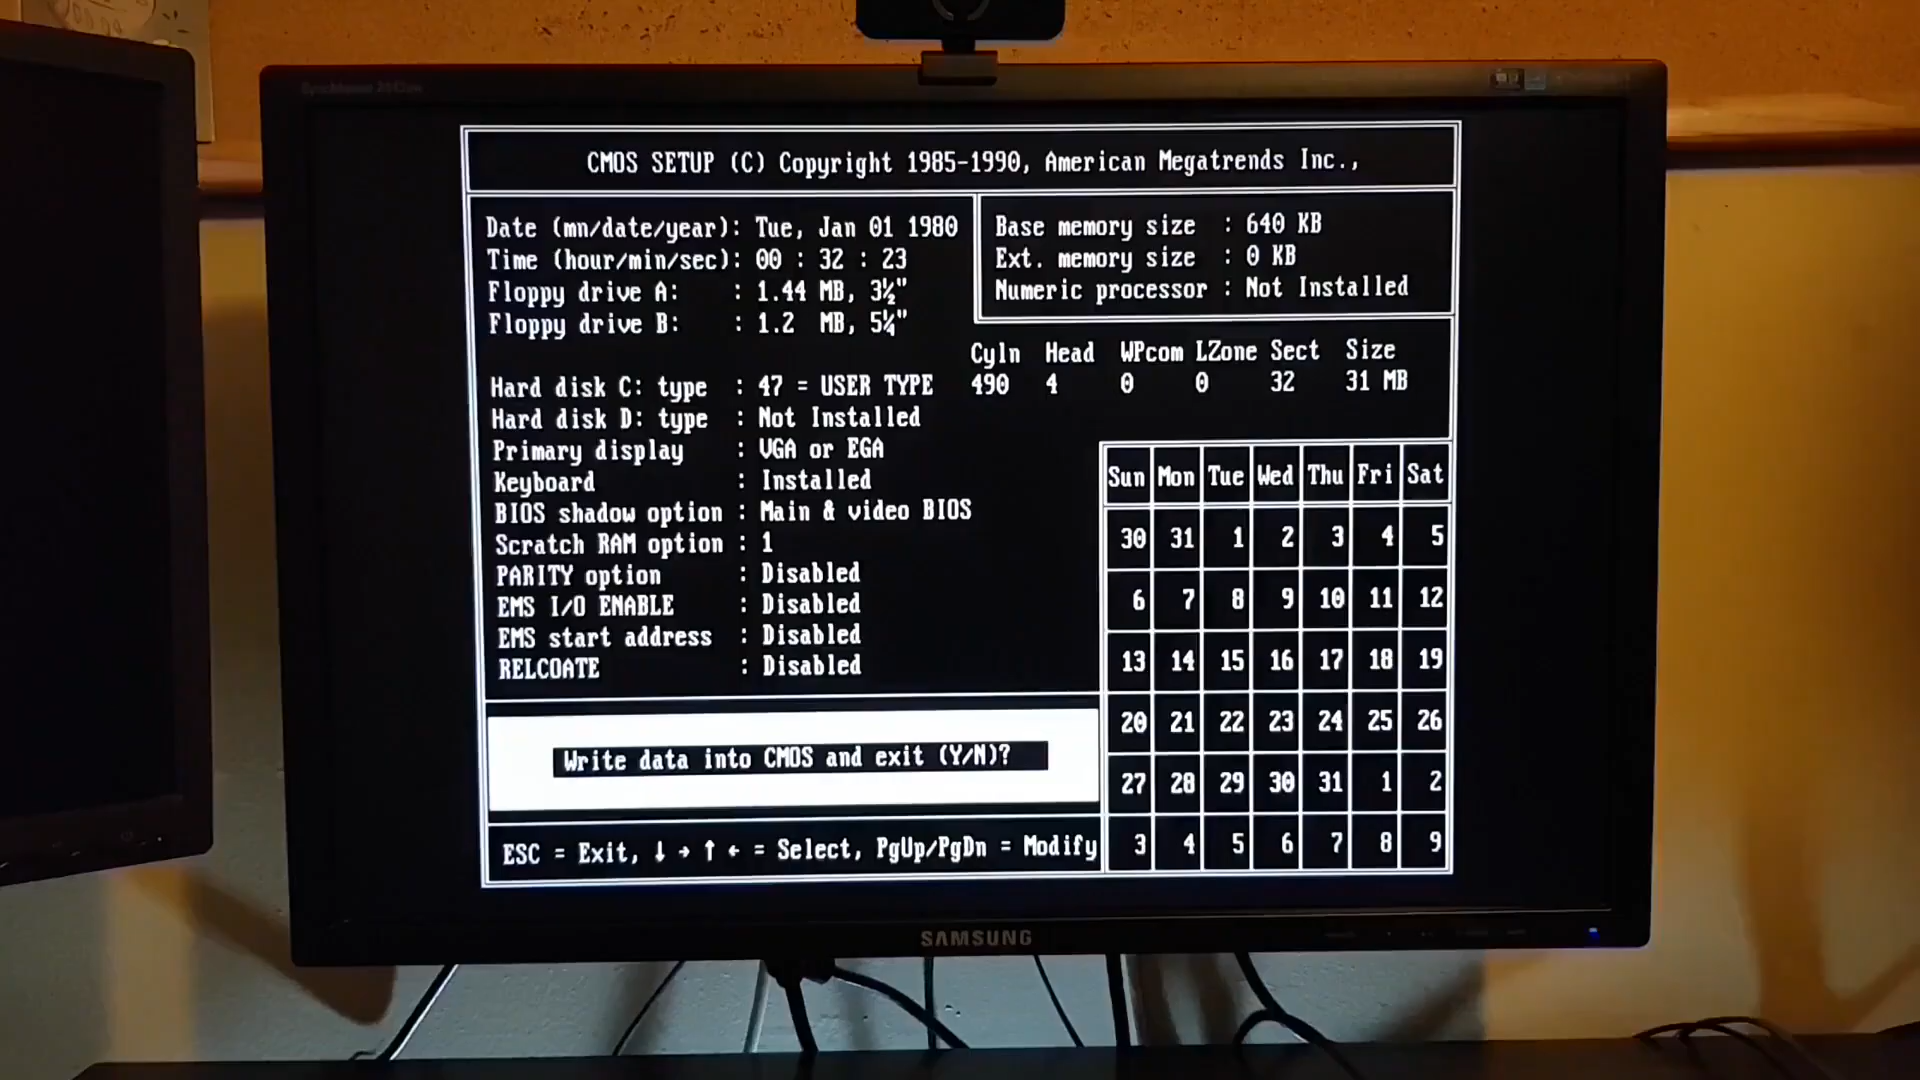 SyncMaster
CMOS SETUP (C) Copyright 1985-1990, American Megatrends Inc.,
Date (mn/date/year): Tue, Jan 01 1980
Time (hour/min/sec): 00 : 32 : 23
Floppy drive A: : 1.44 MB, 3½"
Floppy drive B: : 1.2 MB, 5¼"
Base memory size : 640 KB
Ext. memory size : 0 KB
Numeric processor : Not Installed
Cyln Head WPcom LZone Sect Size
Hard disk C: type : 47 = USER TYPE 490 4 0 0 32 31 MB
Hard disk D: type : Not Installed
Primary display : VGA or EGA
Keyboard : Installed
BIOS shadow option : Main & video BIOS
Scratch RAM option : 1
PARITY option : Disabled
EMS I/O ENABLE : Disabled
EMS start address : Disabled
RELCOATE : Disabled
Sun Mon Tue Wed Thu Fri Sat
30 31 1 2 3 4 5
6 7 8 9 10 11 12
13 14 15 16 17 18 19
20 21 22 23 24 25 26
27 28 29 30 31 1 2
3 4 5 6 7 8 9
Write data into CMOS and exit (Y/N)?
ESC = Exit, ↓ → ↑ ← = Select, PgUp/PgDn = Modify
SAMSUNG